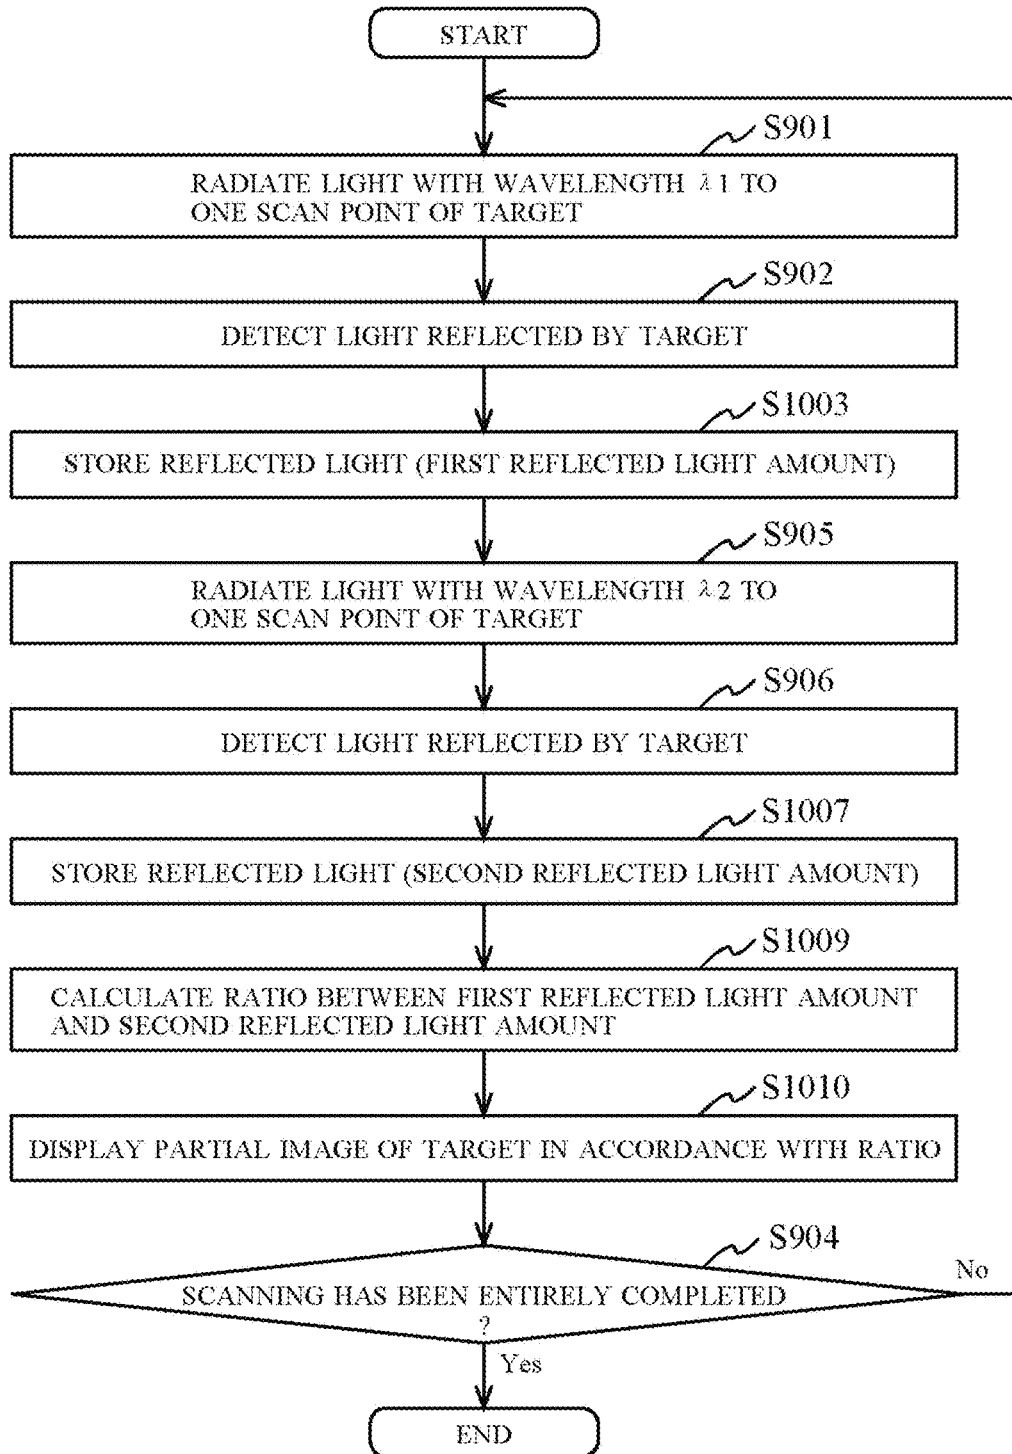 START
S901
RADIATE LIGHT WITH WAVELENGTH λ1 TO
ONE SCAN POINT OF TARGET
S902
DETECT LIGHT REFLECTED BY TARGET
S1003
STORE REFLECTED LIGHT (FIRST REFLECTED LIGHT AMOUNT)
S905
RADIATE LIGHT WITH WAVELENGTH λ2 TO
ONE SCAN POINT OF TARGET
S906
DETECT LIGHT REFLECTED BY TARGET
S1007
STORE REFLECTED LIGHT (SECOND REFLECTED LIGHT AMOUNT)
S1009
CALCULATE RATIO BETWEEN FIRST REFLECTED LIGHT AMOUNT
AND SECOND REFLECTED LIGHT AMOUNT
S1010
DISPLAY PARTIAL IMAGE OF TARGET IN ACCORDANCE WITH RATIO
S904
SCANNING HAS BEEN ENTIRELY COMPLETED
?
No
Yes
END